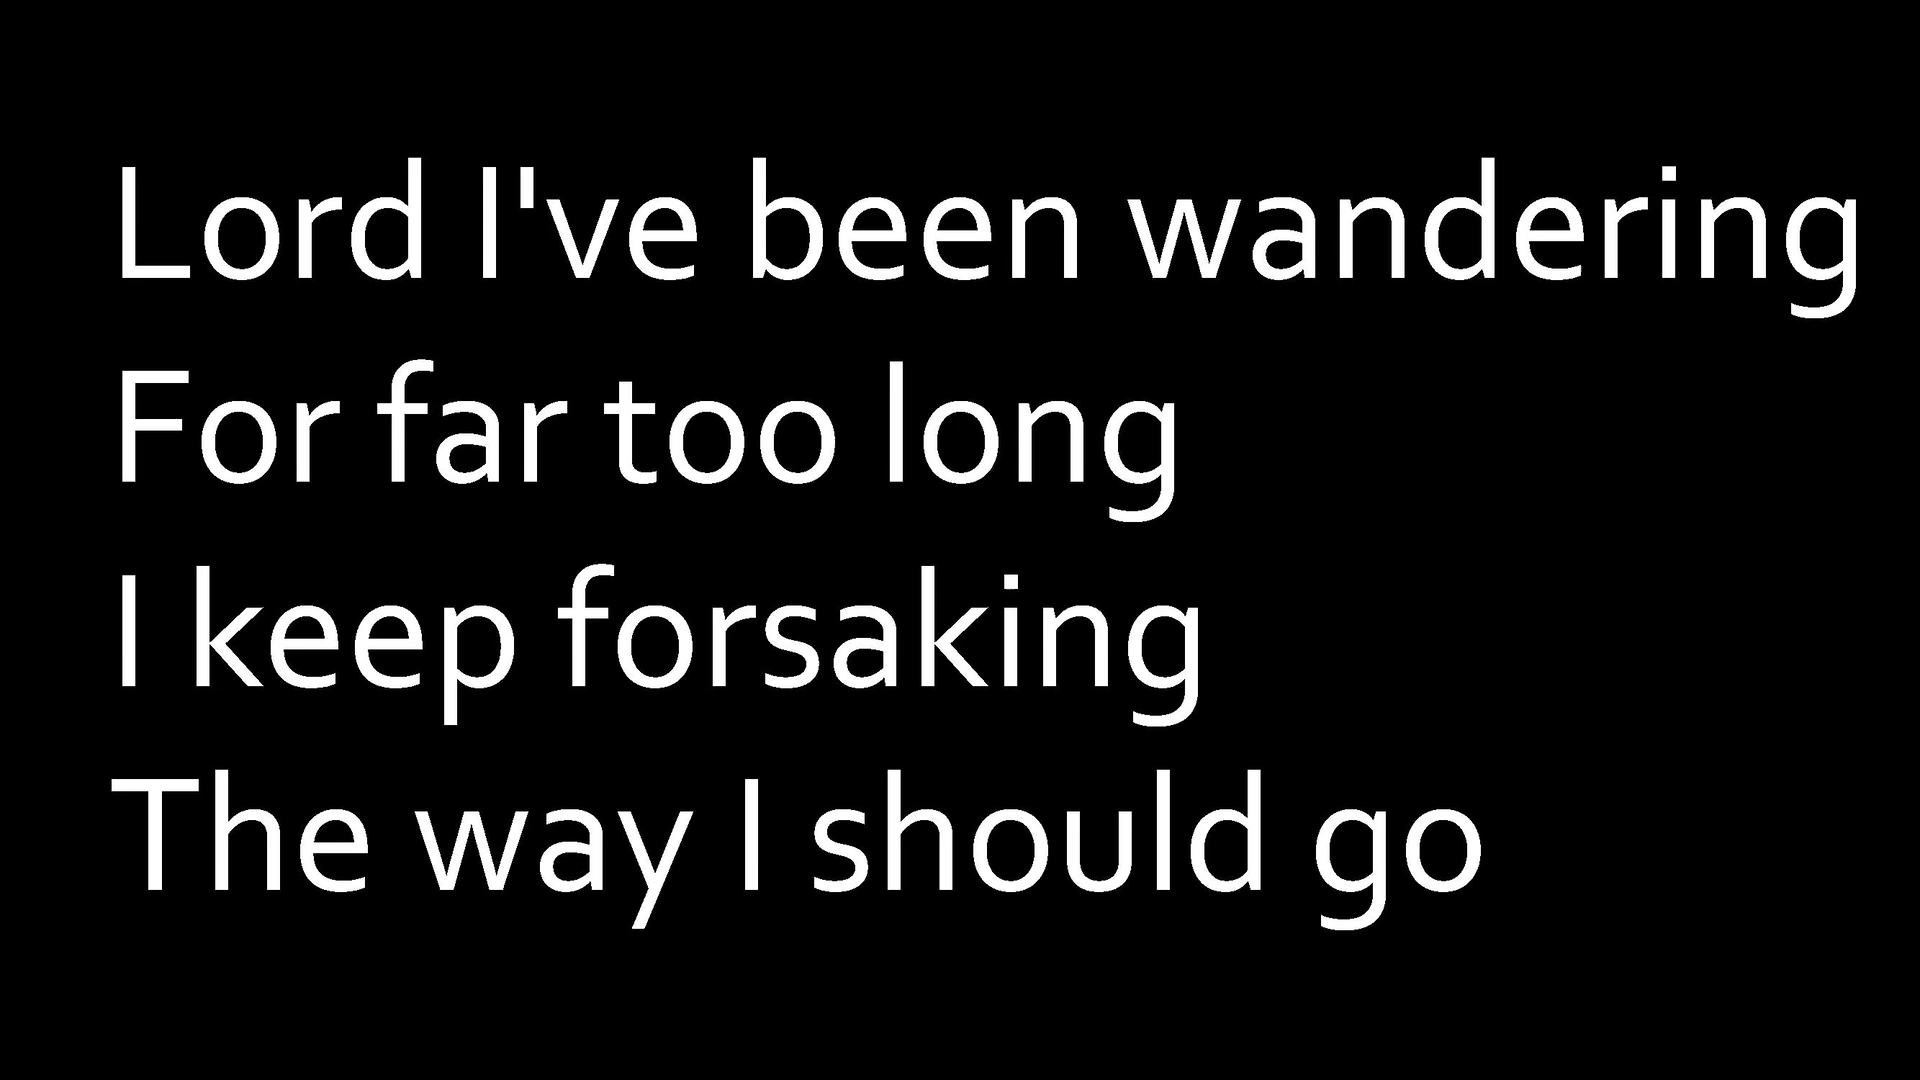 Lord I've been wandering
For far too long
I keep forsaking
The way I should go